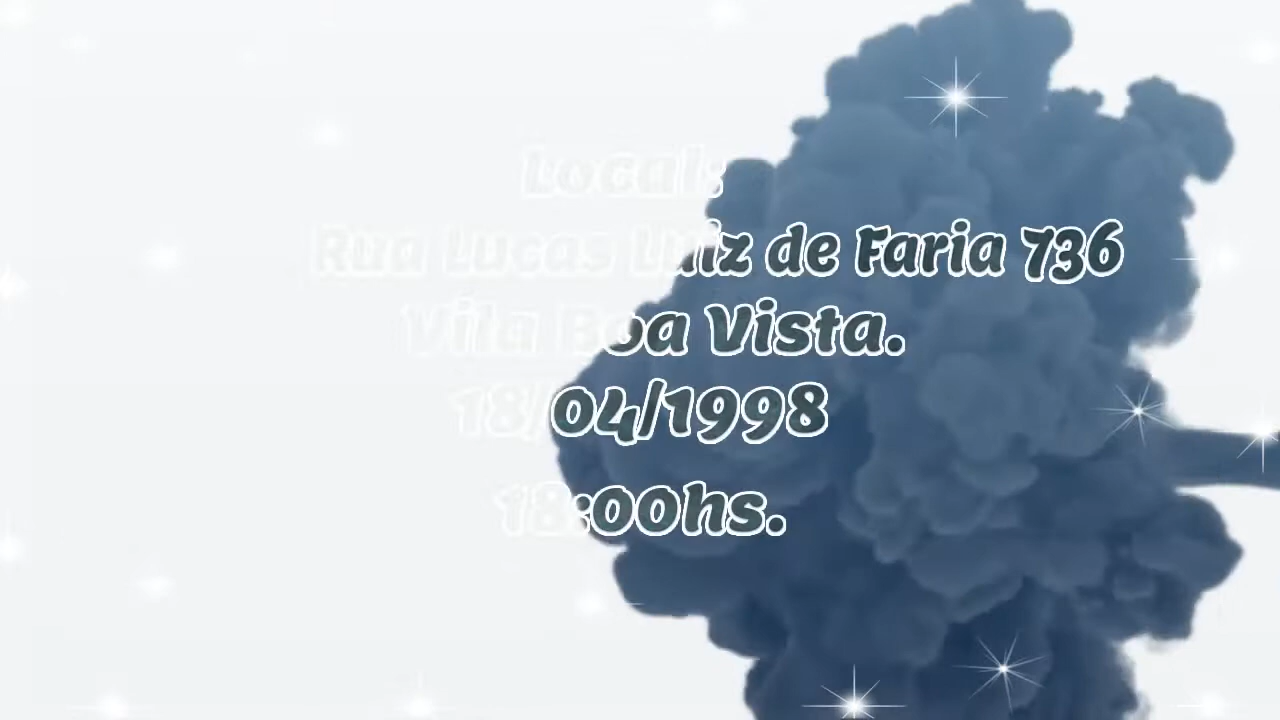 Local:
Rua Lucas Luiz de Faria 736
Vila Boa Vista.
18/04/1998
18:00hs.